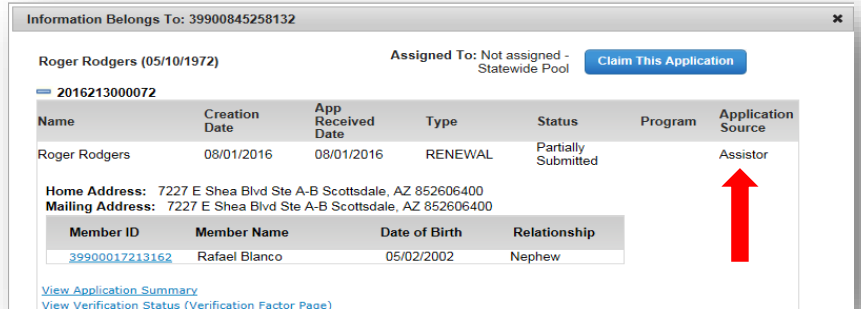 Information Belongs To: 39900845258132
Roger Rodgers (05/10/1972)
Assigned To: Not assigned -
Statewide Pool
Claim This Application
2016213000072
Name Creation Date App Received Date Type Status Program Application Source
Roger Rodgers 08/01/2016 08/01/2016 RENEWAL Partially Submitted Assistor
Home Address: 7227 E Shea Blvd Ste A-B Scottsdale, AZ 852606400
Mailing Address: 7227 E Shea Blvd Ste A-B Scottsdale, AZ 852606400
Member ID Member Name Date of Birth Relationship
39900017213162 Rafael Blanco 05/02/2002 Nephew
View Application Summary
View Verification Status (Verification Factor Page)